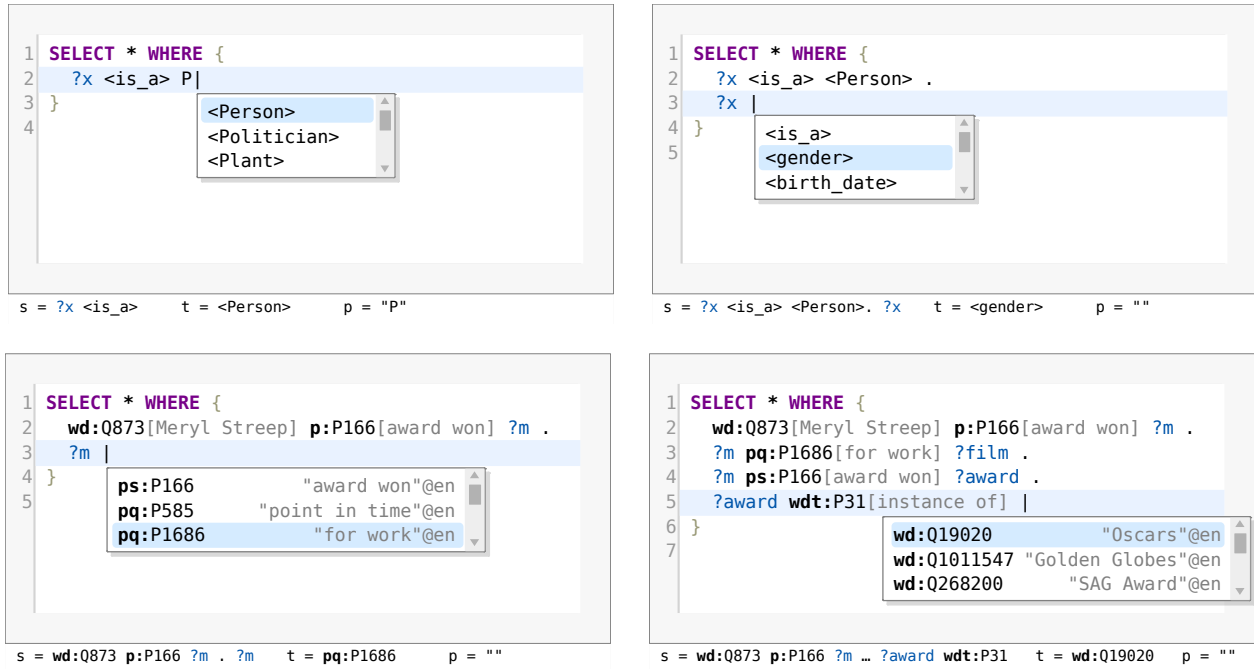 1 SELECT * WHERE {
2 ?x <is_a> P|
3 }
4
<Person>
<Politician>
<Plant>
s = ?x <is_a> t = <Person> p = "P"
1 SELECT * WHERE {
2 ?x <is_a> <Person> .
3 ?x |
4 }
5
<is_a>
<gender>
<birth_date>
s = ?x <is_a> <Person>. ?x t = <gender> p = ""
1 SELECT * WHERE {
2 wd:Q873[Meryl Streep] p:P166[award won] ?m .
3 ?m |
4 }
5
ps:P166 "award won"@en
pq:P585 "point in time"@en
pq:P1686 "for work"@en
s = wd:Q873 p:P166 ?m . ?m t = pq:P1686 p = ""
1 SELECT * WHERE {
2 wd:Q873[Meryl Streep] p:P166[award won] ?m .
3 ?m pq:P1686[for work] ?film .
4 ?m ps:P166[award won] ?award .
5 ?award wdt:P31[instance of] |
6 }
7
wd:Q19020 "Oscars"@en
wd:Q1011547 "Golden Globes"@en
wd:Q268200 "SAG Award"@en
s = wd:Q873 p:P166 ?m … ?award wdt:P31 t = wd:Q19020 p = ""